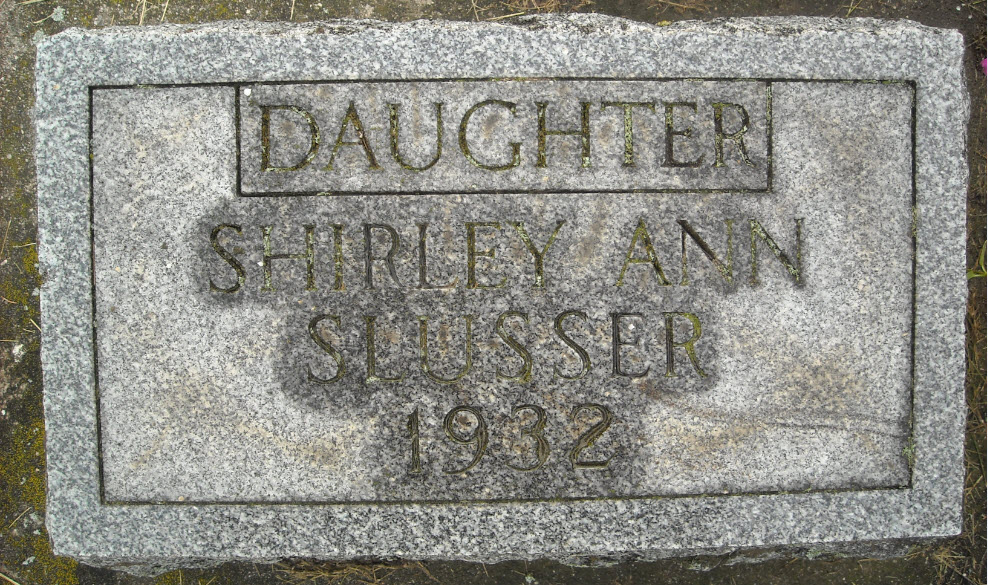 DAUGHTER
SHIRLEY ANN
SLUSSER
1932